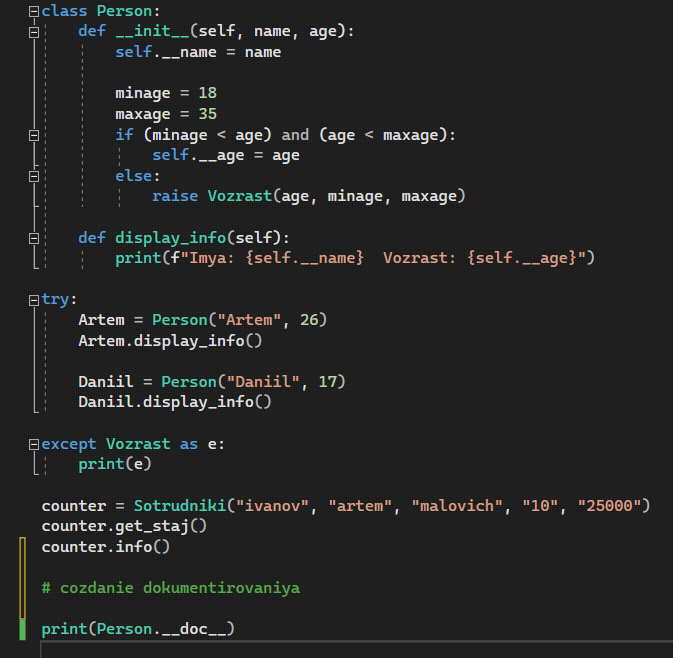 class Person:
    def __init__(self, name, age):
        self.__name = name

        minage = 18
        maxage = 35
        if (minage < age) and (age < maxage):
            self.__age = age
        else:
            raise Vozrast(age, minage, maxage)

    def display_info(self):
        print(f"Imya: {self.__name}  Vozrast: {self.__age}")

try:
    Artem = Person("Artem", 26)
    Artem.display_info()

    Daniil = Person("Daniil", 17)
    Daniil.display_info()

except Vozrast as e:
    print(e)

counter = Sotrudniki("ivanov", "artem", "malovich", "10", "25000")
counter.get_staj()
counter.info()

# cozdanie dokumentirovaniya

print(Person.__doc__)